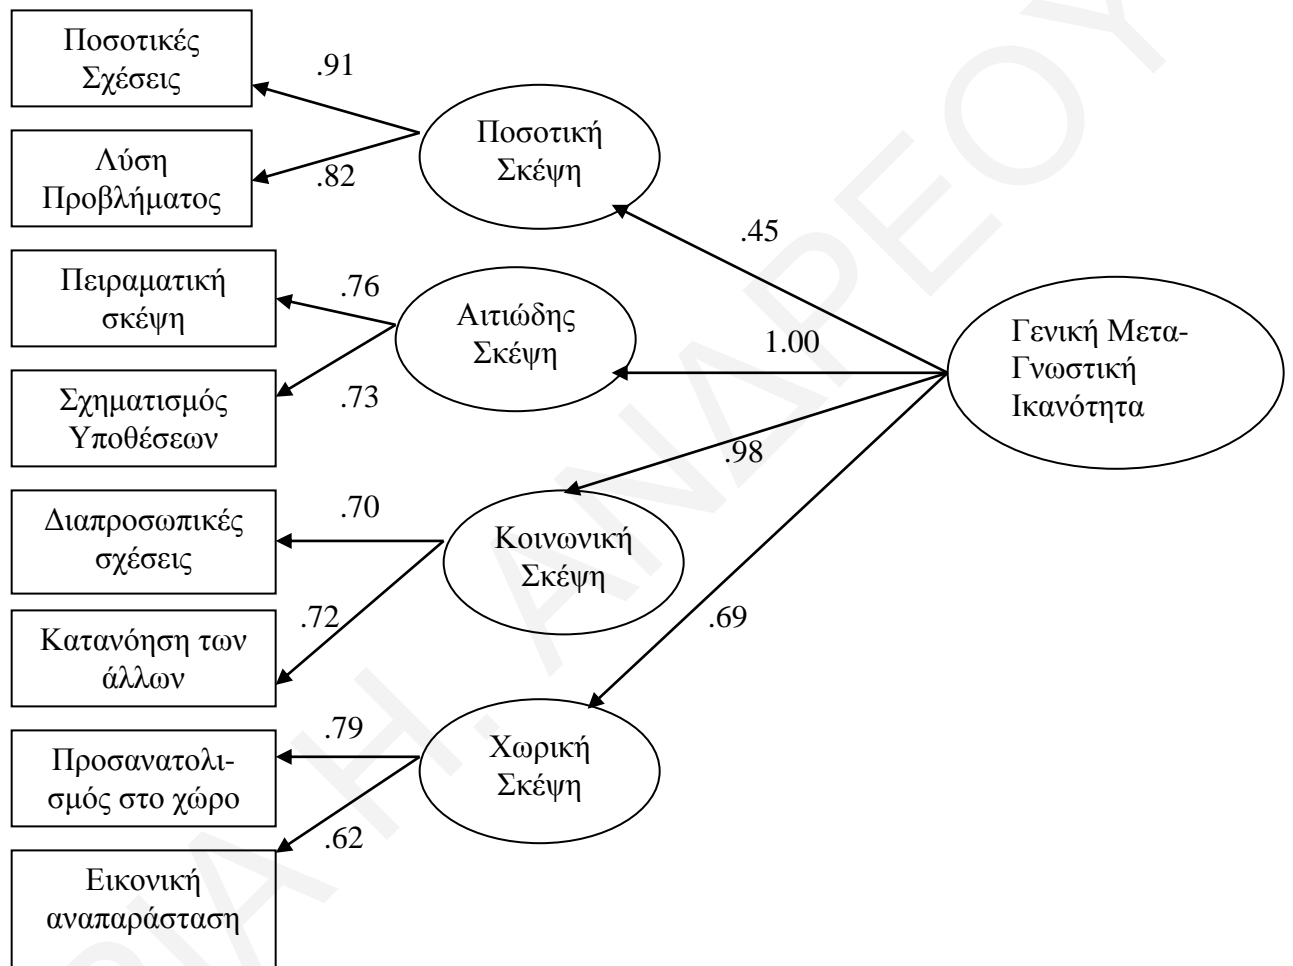 Ποσοτικές
Σχέσεις
.91
Λύση
Προβλήματος
.82
Ποσοτική
Σκέψη
.45
Πειραματική
σκέψη
.76
Σχηματισμός
Υποθέσεων
.73
Αιτιώδης
Σκέψη
1.00
Γενική Μετα-
Γνωστική
Ικανότητα
Διαπροσωπικές
σχέσεις
.70
Κατανόηση των
άλλων
.72
Κοινωνική
Σκέψη
.98
Προσανατολι-
σμός στο χώρο
.79
Εικονική
αναπαράσταση
.62
Χωρική
Σκέψη
.69
ΡΙΑ Η. ΑΝΔΡΕΟΥ